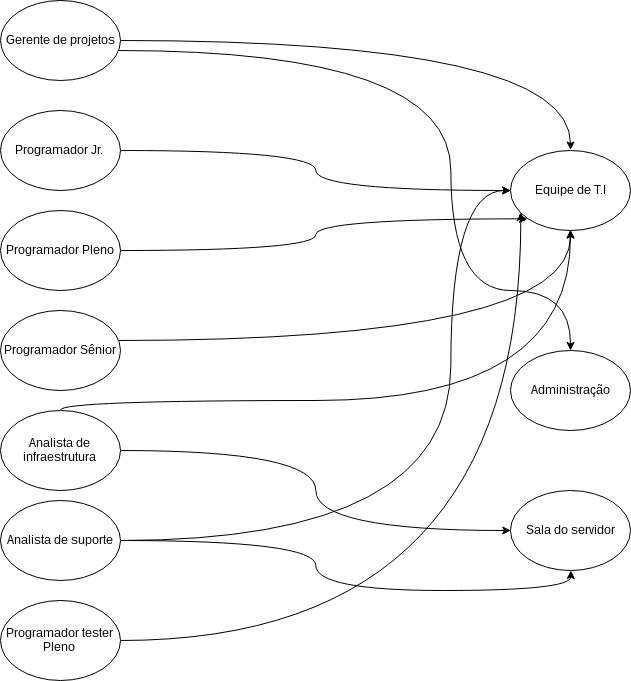 Gerente de projetos
Programador Jr.
Equipe de T.I
Programador Pleno
Programador Sênior
Administração
Analista de
infraestrutura
Sala do servidor
Analista de suporte
Programador tester
Pleno